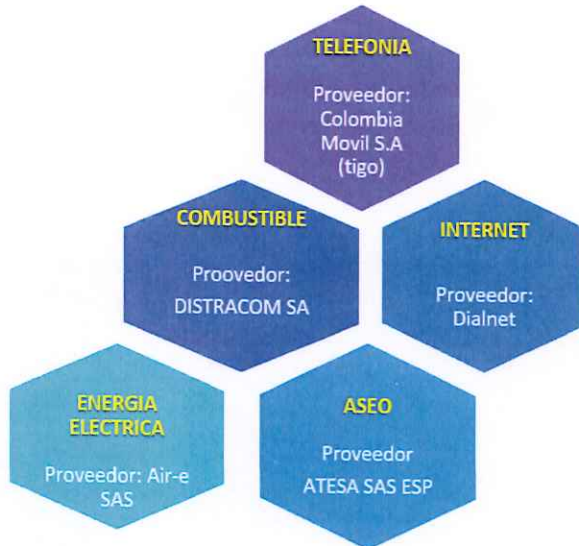 TELEFONIA
Proveedor:
Colombia
Movil S.A
(tigo)
COMBUSTIBLE
Proovedor:
DISTRACOM SA
INTERNET
Proveedor:
Dialnet
ENERGIA
ELECTRICA
Proveedor: Air-e
SAS
ASEO
Proveedor
ATESA SAS ESP